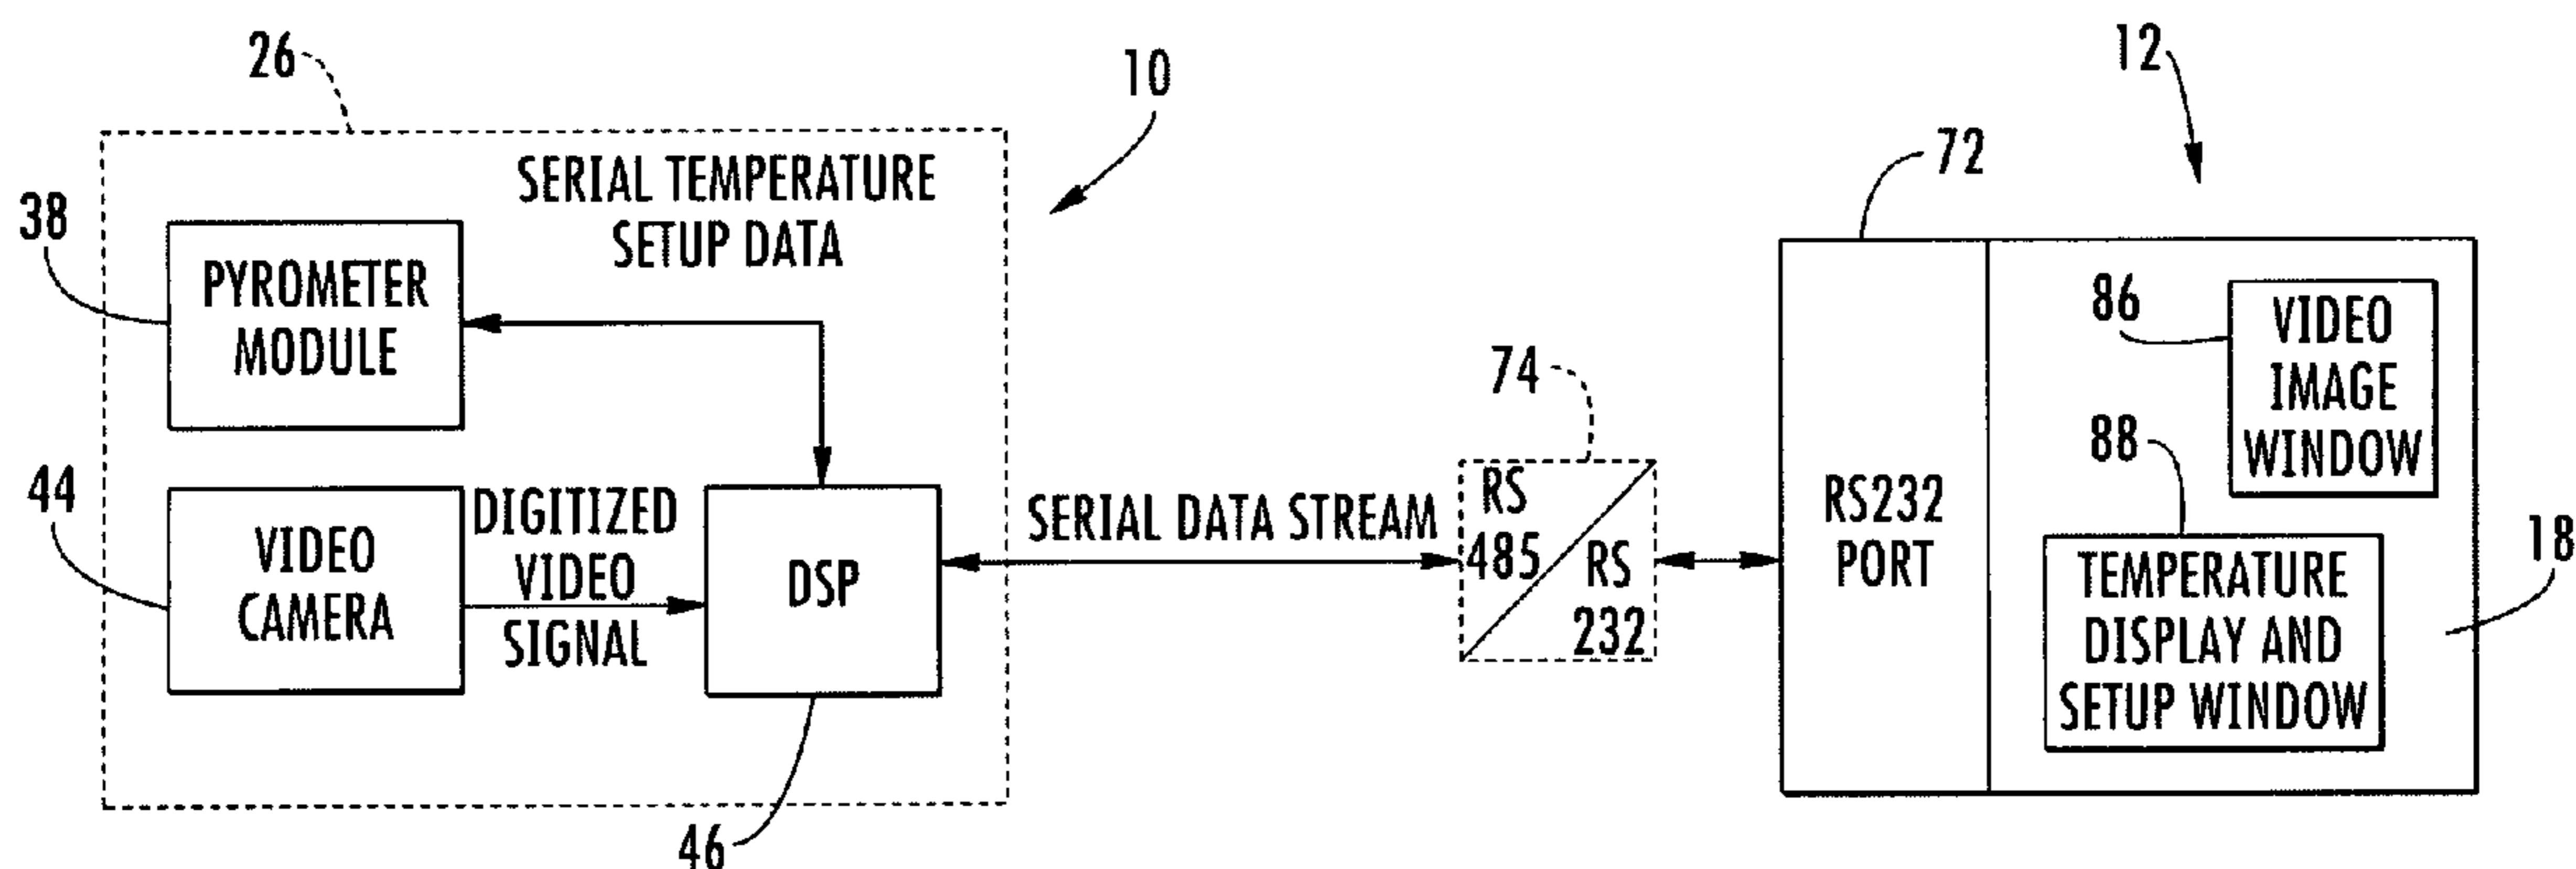 26
10
12
72
SERIAL TEMPERATURE
SETUP DATA
38
PYROMETER
MODULE
86
VIDEO
IMAGE
WINDOW
74
88
44
VIDEO
CAMERA
DIGITIZED
VIDEO
SIGNAL
DSP
SERIAL DATA STREAM
RS
485
RS
232
RS232
PORT
TEMPERATURE
DISPLAY AND
SETUP WINDOW
18
46